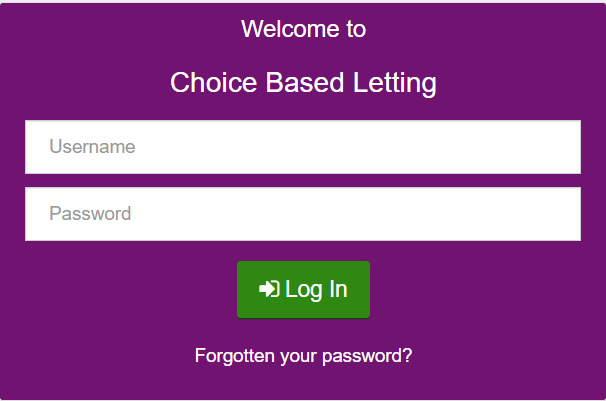 Welcome to
Choice Based Letting
Username
Password
Log In
Forgotten your password?